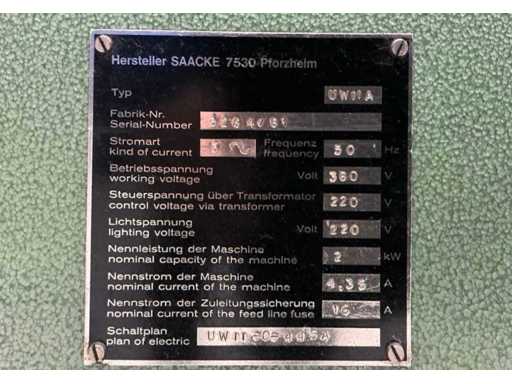 Hersteller SAACKE 7530 Pforzheim
Typ
Fabrik-Nr.
Serial-Number
Stromart Frequenz
kind of current 3 ~ frequency 50 Hz
Betriebsspannung
working voltage Volt 380 V
Steuerspannung über Transformator
control voltage via transformer 220 V
Lichtspannung
lighting voltage Volt 220 V
Nennleistung der Maschine
nominal capacity of the machine 2 kW
Nennstrom der Maschine
nominal current of the machine 4,35 A
Nennstrom der Zuleitungssicherung
nominal current of the feed line fuse 16 A
Schaltplan
plan of electric